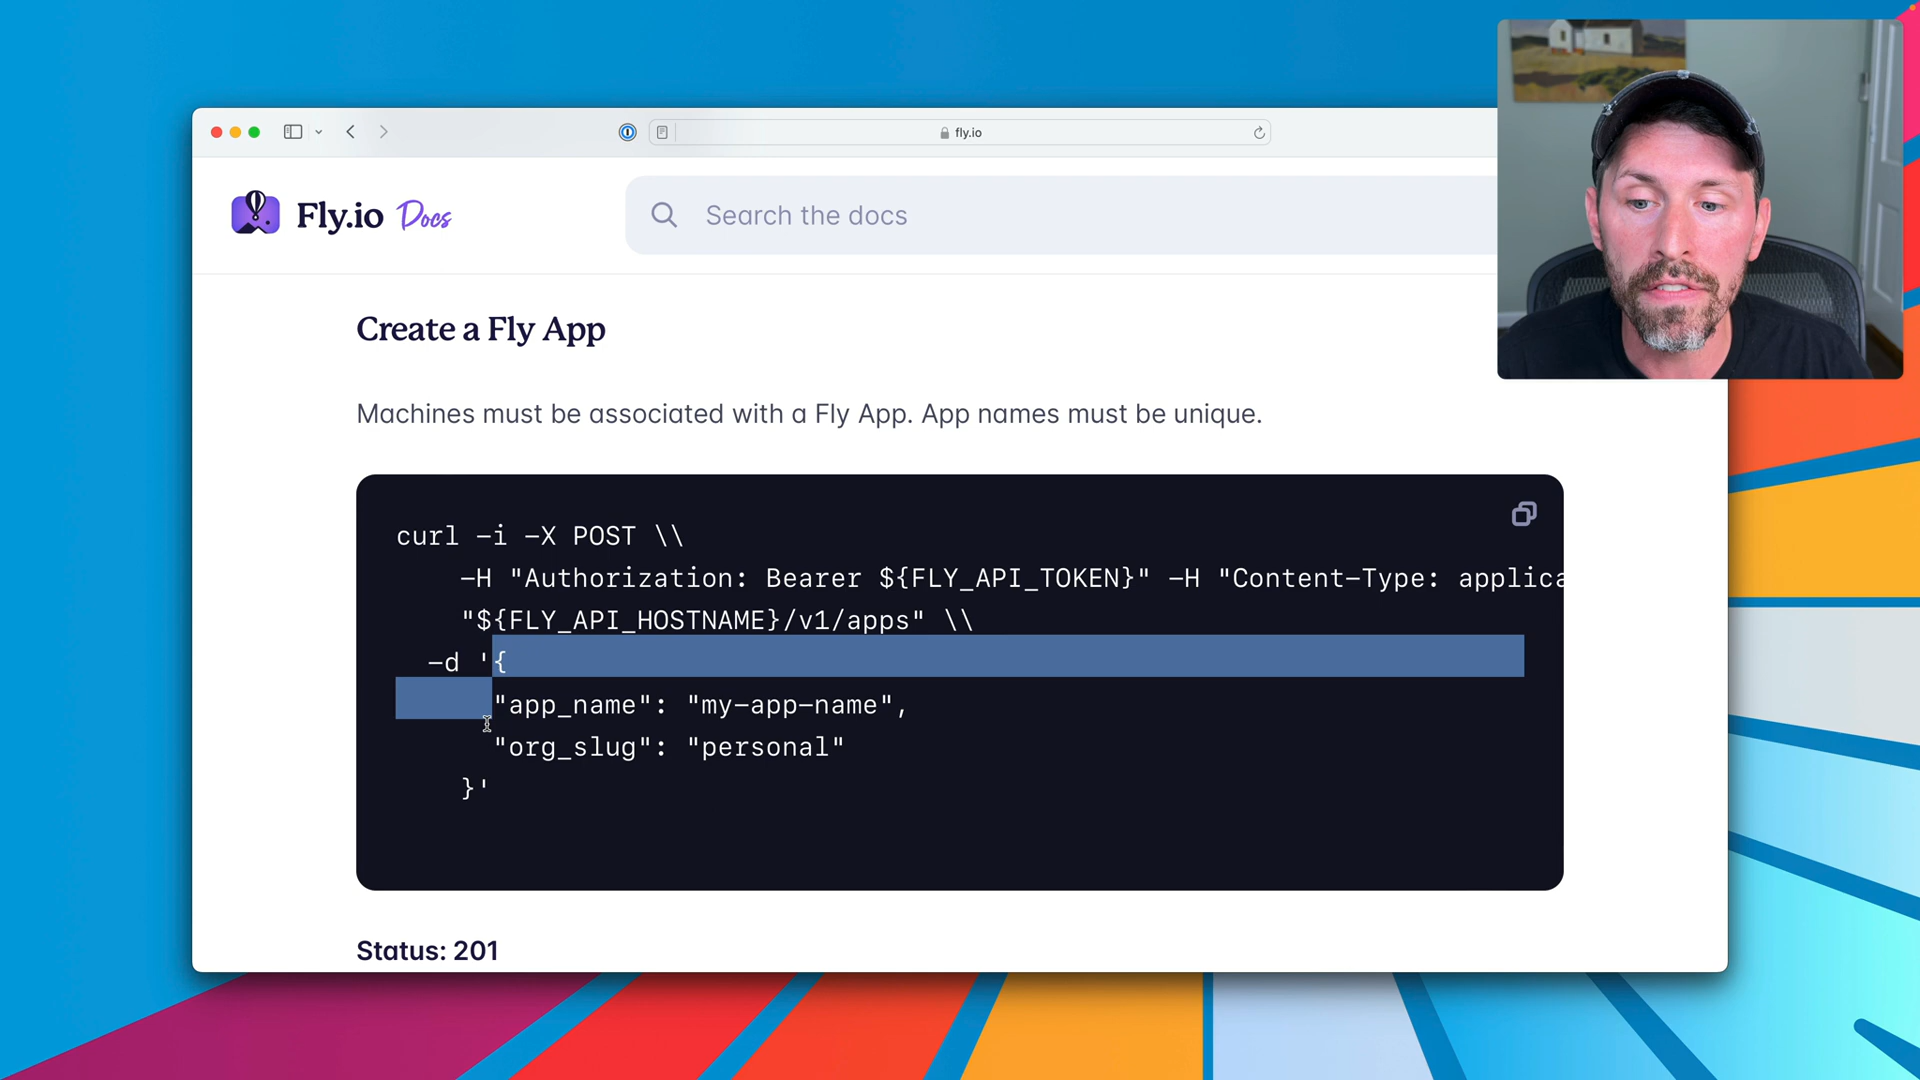 fly.io
Fly.io Docs
Search the docs
Create a Fly App
Machines must be associated with a Fly App. App names must be unique.
curl -i -X POST \\
-H "Authorization: Bearer ${FLY_API_TOKEN}" -H "Content-Type: applica
"${FLY_API_HOSTNAME}/v1/apps" \\
-d '{
"app_name": "my-app-name",
"org_slug": "personal"
}'
Status: 201